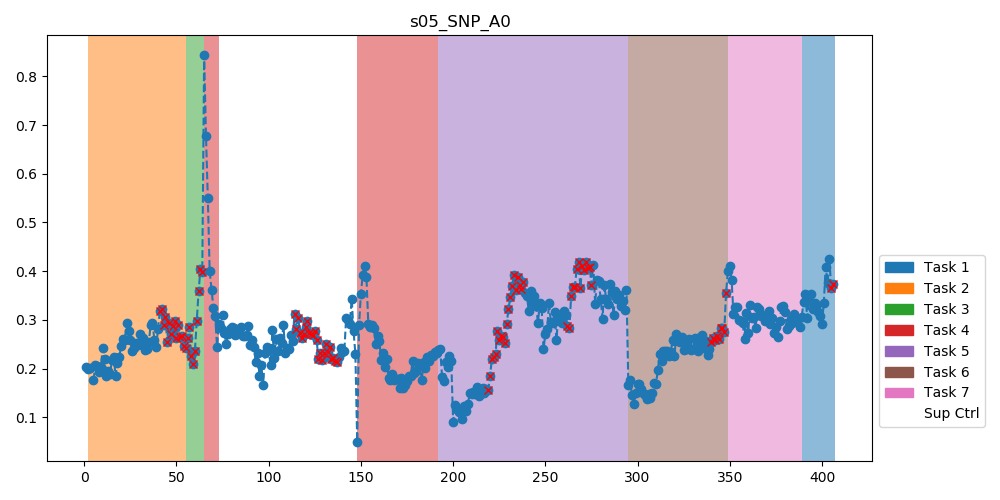 s05_SNP_A0
0.8
0.7
0.6
0.5
0.4
0.3
0.2
0.1
0 50 100 150 200 250 300 350 400
Task 1
Task 2
Task 3
Task 4
Task 5
Task 6
Task 7
Sup Ctrl